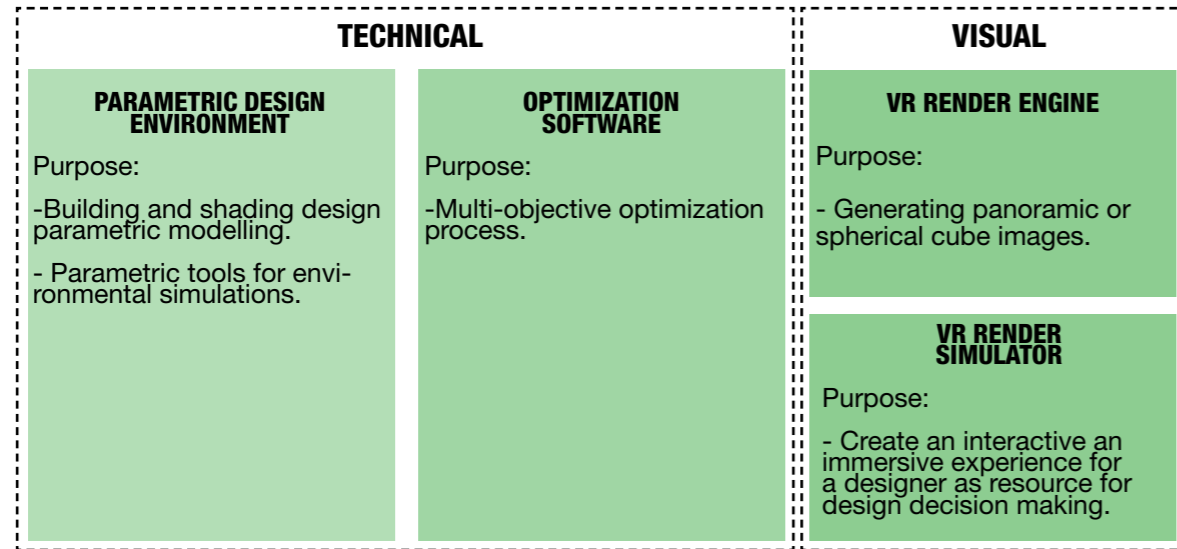 TECHNICAL
PARAMETRIC DESIGN
ENVIRONMENT
Purpose:
-Building and shading design
parametric modelling.
- Parametric tools for envi-
ronmental simulations.
OPTIMIZATION
SOFTWARE
Purpose:
-Multi-objective optimization
process.
VISUAL
VR RENDER ENGINE
Purpose:
- Generating panoramic or
spherical cube images.
VR RENDER
SIMULATOR
Purpose:
- Create an interactive an
immersive experience for
a designer as resource for
design decision making.